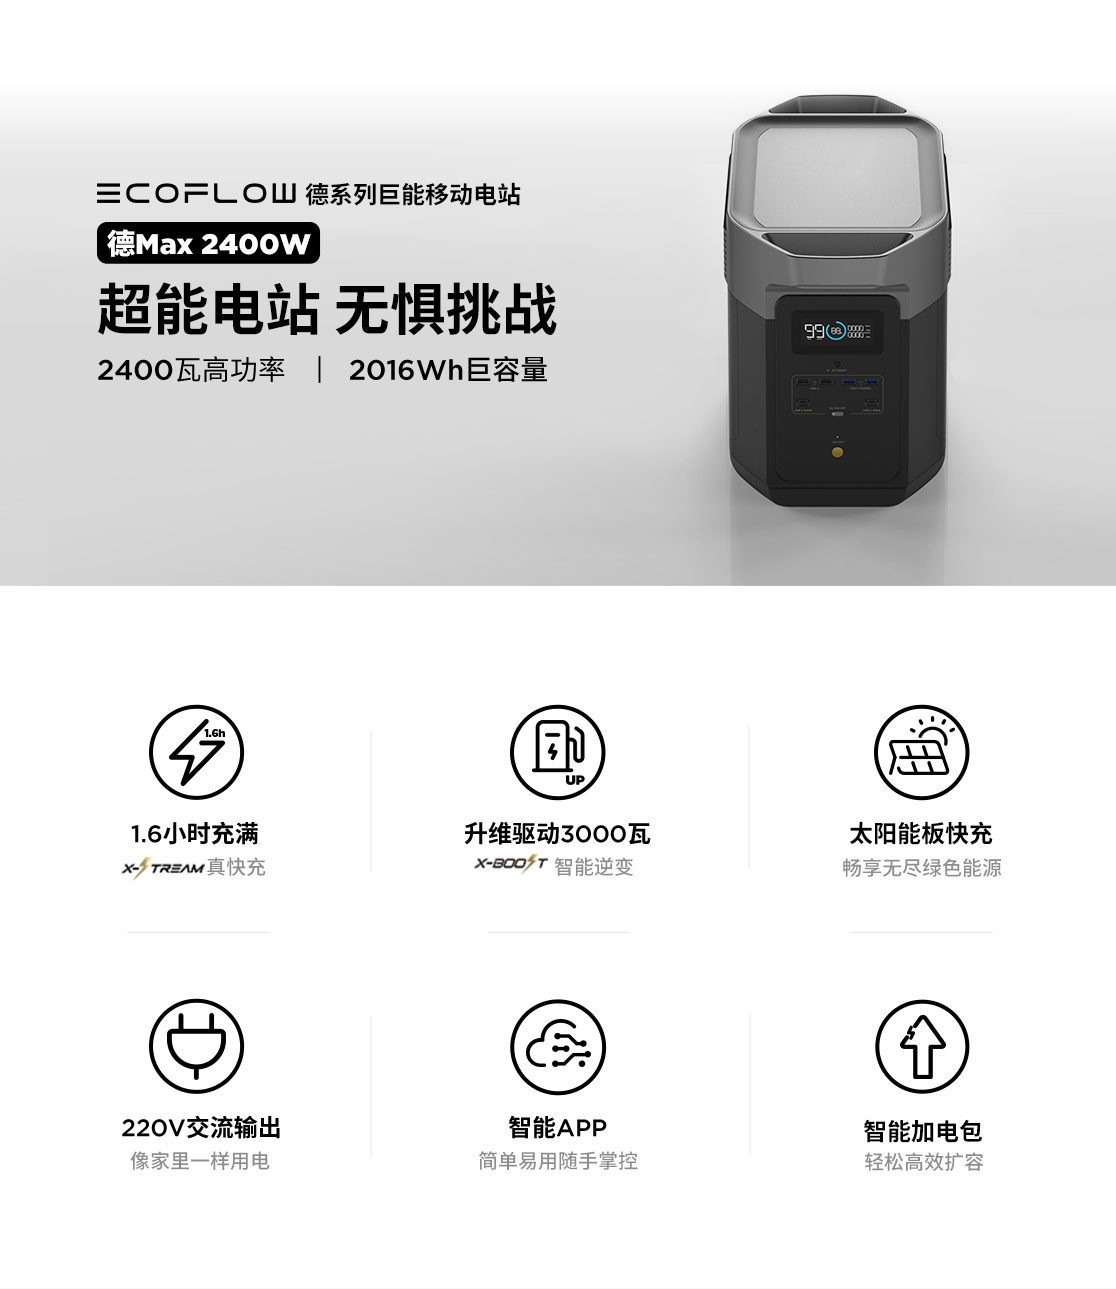 ECOFLOW 德系列巨能移动电站
德Max 2400W
超能电站 无惧挑战
2400瓦高功率 | 2016Wh巨容量
99
1.6h
1.6小时充满
X-STREAM 真快充
UP
升维驱动3000瓦
X-BOOST 智能逆变
太阳能板快充
畅享无尽绿色能源
220V交流输出
像家里一样用电
智能APP
简单易用随手掌控
智能加电包
轻松高效扩容